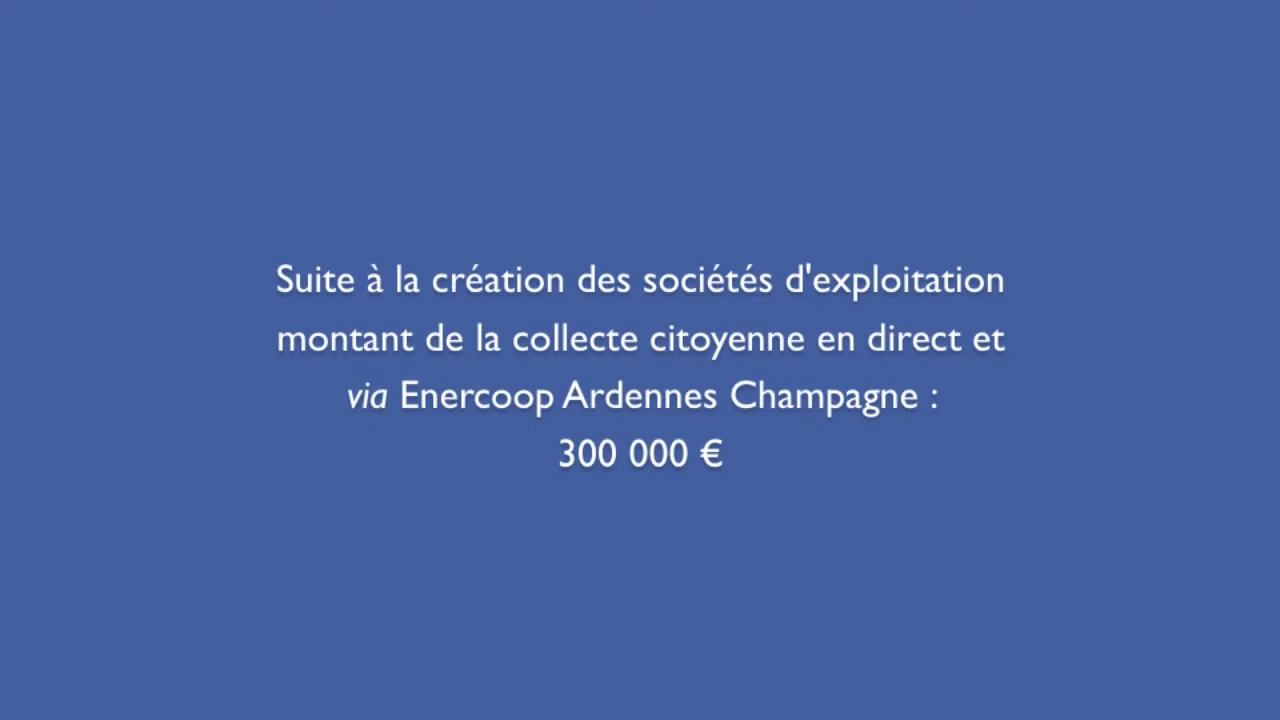 Suite à la création des sociétés d'exploitation
montant de la collecte citoyenne en direct et
via Enercoop Ardennes Champagne :
300 000 €